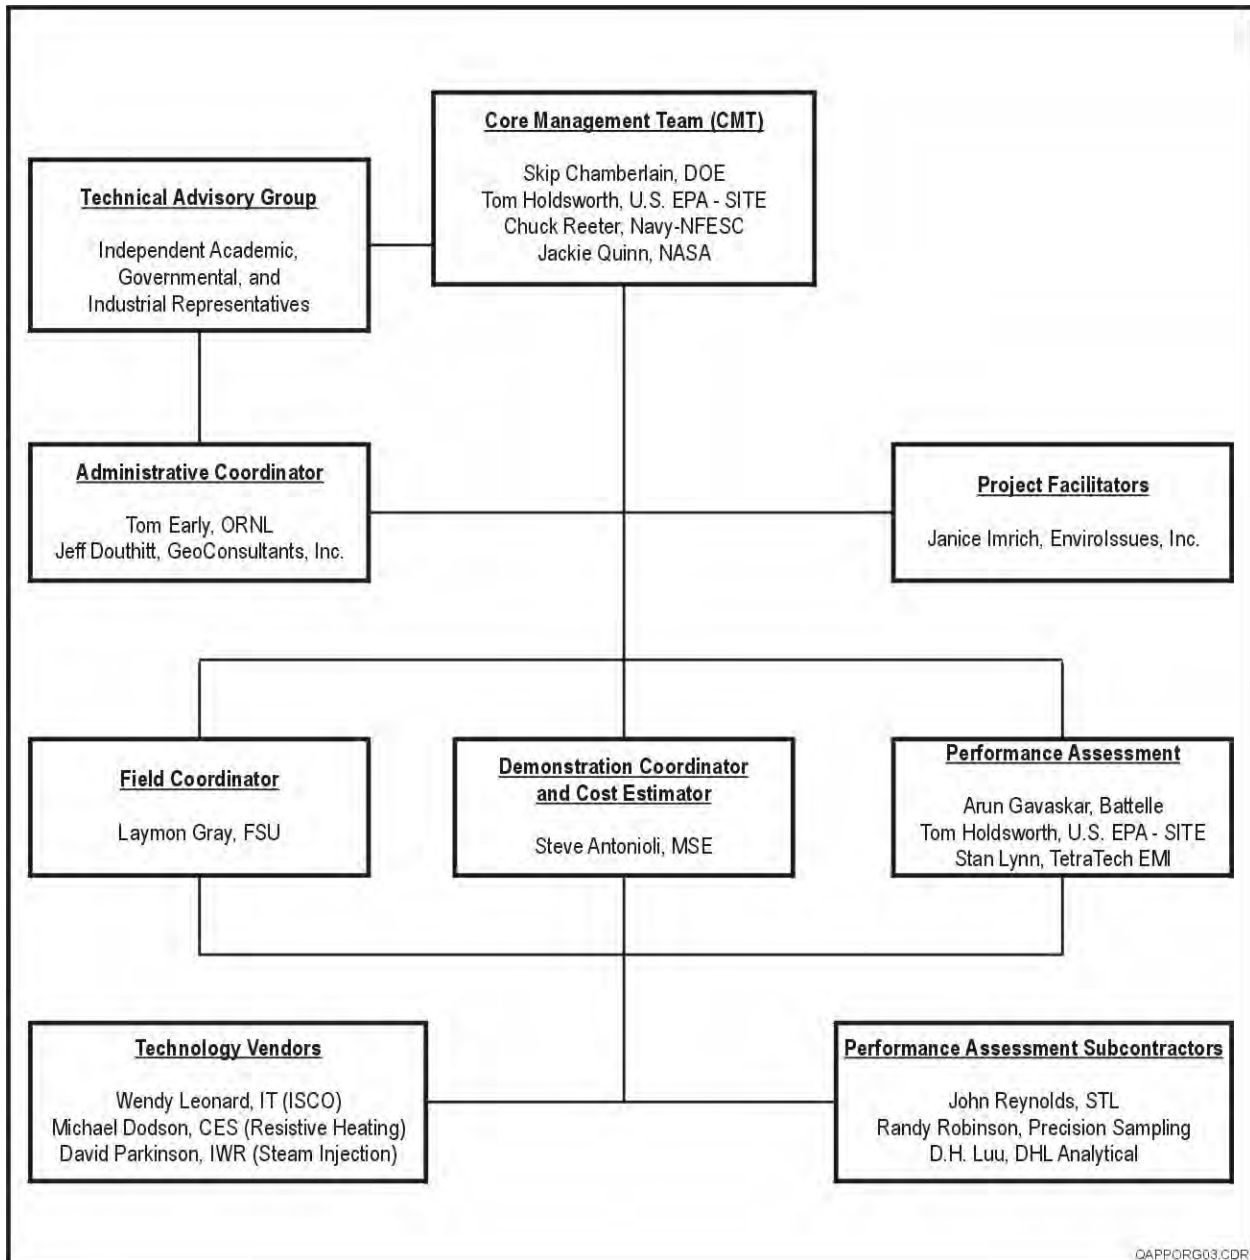 Core Management Team (CMT)
Skip Chamberlain, DOE
Tom Holdsworth, U.S. EPA - SITE
Chuck Reeter, Navy-NFESC
Jackie Quinn, NASA
Technical Advisory Group
Independent Academic,
Governmental, and
Industrial Representatives
Administrative Coordinator
Tom Early, ORNL
Jeff Douthitt, GeoConsultants, Inc.
Project Facilitators
Janice Imrich, EnviroIssues, Inc.
Field Coordinator
Laymon Gray, FSU
Demonstration Coordinator
and Cost Estimator
Steve Antonioli, MSE
Performance Assessment
Arun Gavaskar, Battelle
Tom Holdsworth, U.S. EPA - SITE
Stan Lynn, TetraTech EMI
Technology Vendors
Wendy Leonard, IT (ISCO)
Michael Dodson, CES (Resistive Heating)
David Parkinson, IWR (Steam Injection)
Performance Assessment Subcontractors
John Reynolds, STL
Randy Robinson, Precision Sampling
D.H. Luu, DHL Analytical
QAPPORG03.CDR